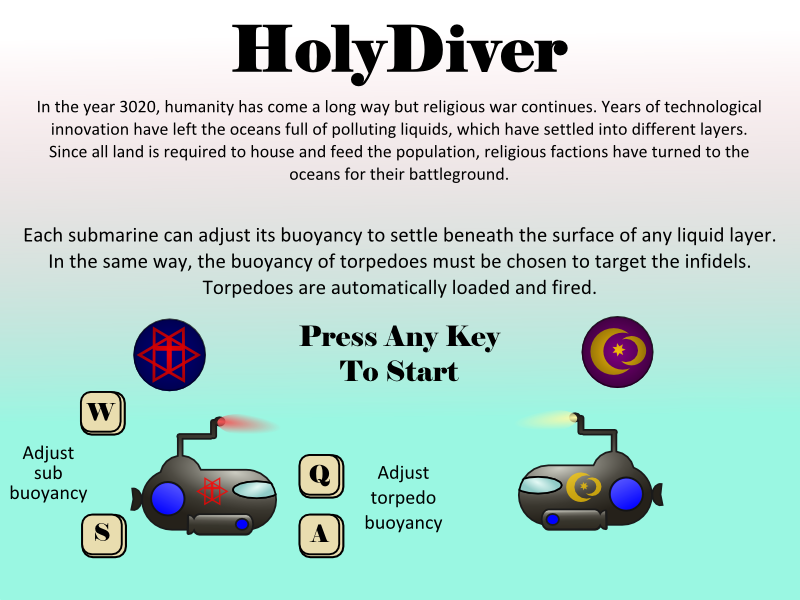 HolyDiver
In the year 3020, humanity has come a long way but religious war continues. Years of technological
innovation have left the oceans full of polluting liquids, which have settled into different layers.
Since all land is required to house and feed the population, religious factions have turned to the
oceans for their battleground.
Each submarine can adjust its buoyancy to settle beneath the surface of any liquid layer.
In the same way, the buoyancy of torpedoes must be chosen to target the infidels.
Torpedoes are automatically loaded and fired.
Press Any Key
To Start
W
Adjust
sub
buoyancy
S
Q
A
Adjust
torpedo
buoyancy